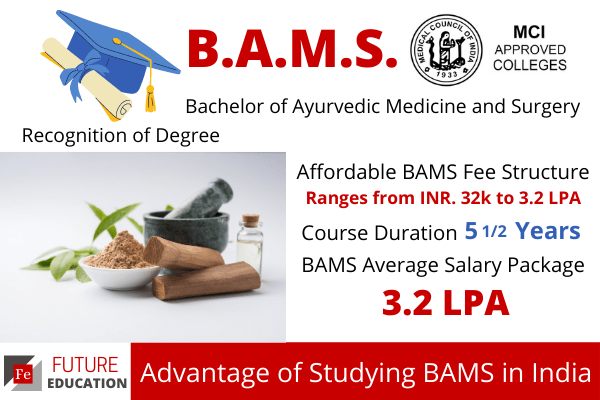 B.A.M.S.
MEDICAL COUNCIL OF INDIA
1933
MCI
APPROVED
COLLEGES
Bachelor of Ayurvedic Medicine and Surgery
Recognition of Degree
Affordable BAMS Fee Structure
Ranges from INR. 32k to 3.2 LPA
Course Duration 5 1/2 Years
BAMS Average Salary Package
3.2 LPA
Fe
FUTURE
EDUCATION
Advantage of Studying BAMS in India